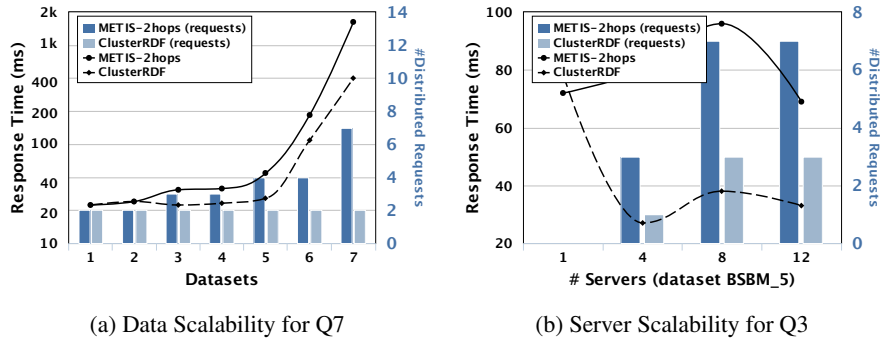 METIS-2hops (requests)
ClusterRDF (requests)
METIS-2hops
ClusterRDF
Response Time (ms)
2k
1k
400
200
100
40
20
10
#Distributed Requests
14
12
10
8
6
4
2
0
1 2 3 4 5 6 7
Datasets
(a) Data Scalability for Q7
METIS-2hops (requests)
ClusterRDF (requests)
METIS-2hops
ClusterRDF
Response Time (ms)
100
80
60
40
20
#Distributed Requests
8
6
4
2
0
1 4 8 12
# Servers (dataset BSBM_5)
(b) Server Scalability for Q3